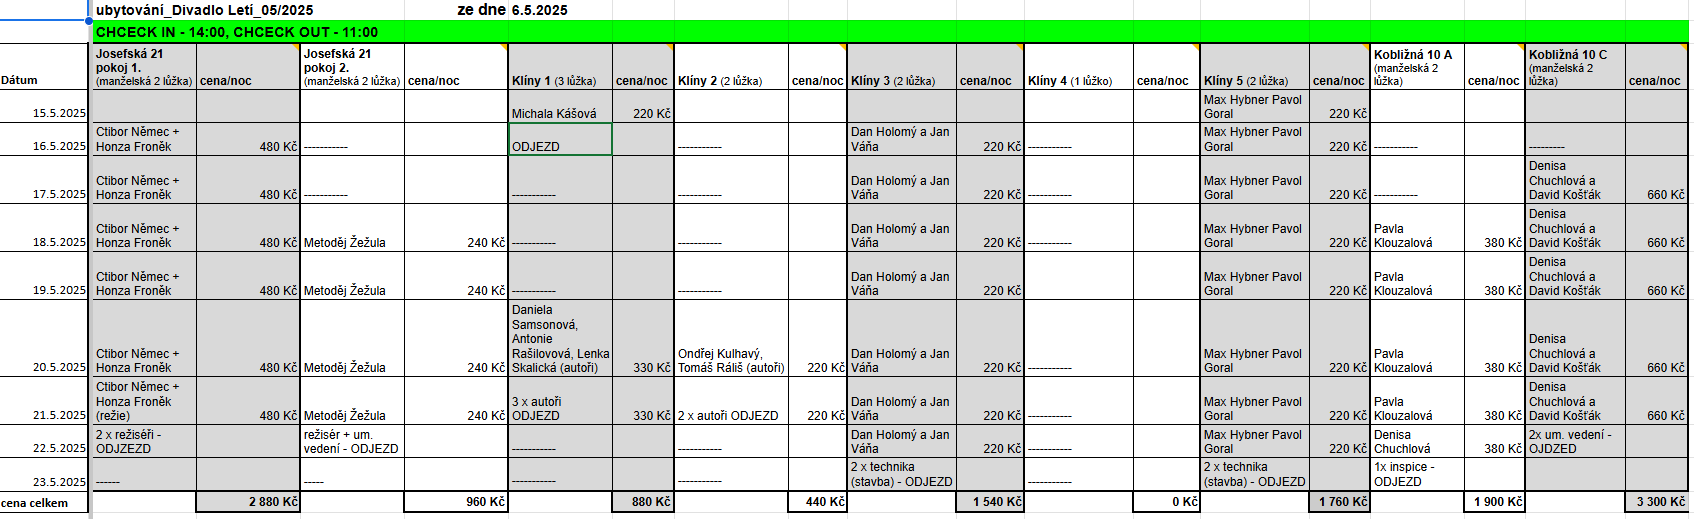 ubytování_Divadlo Letí_05/2025 ze dne 6.5.2025
CHCECK IN - 14:00, CHCECK OUT - 11:00
Dátum
Josefská 21
pokoj 1.
(manželská 2 lůžka)
cena/noc
Josefská 21
pokoj 2.
(manželská 2 lůžka)
cena/noc
Klíny 1 (3 lůžka)
cena/noc
Klíny 2 (2 lůžka)
cena/noc
Klíny 3 (2 lůžka)
cena/noc
Klíny 4 (1 lůžko)
cena/noc
Klíny 5 (2 lůžka)
cena/noc
Kobližná 10 A
(manželská 2
lůžka)
cena/noc
Kobližná 10 C
(manželská 2
lůžka)
cena/noc
15.5.2025
Michala Kášová
220 Kč
Max Hybner Pavol
Goral
220 Kč
16.5.2025
Ctibor Němec +
Honza Froněk
480 Kč
-----------
ODJEZD
-----------
Dan Holomý a Jan
Váňa
220 Kč
-----------
Max Hybner Pavol
Goral
220 Kč
-----------
---------
17.5.2025
Ctibor Němec +
Honza Froněk
480 Kč
-----------
-----------
-----------
Dan Holomý a Jan
Váňa
220 Kč
-----------
Max Hybner Pavol
Goral
220 Kč
-----------
Denisa
Chuchlová a
David Košťák
660 Kč
18.5.2025
Ctibor Němec +
Honza Froněk
480 Kč
Metoděj Žežula
240 Kč
-----------
-----------
Dan Holomý a Jan
Váňa
220 Kč
-----------
Max Hybner Pavol
Goral
220 Kč
Pavla
Klouzalová
380 Kč
Denisa
Chuchlová a
David Košťák
660 Kč
19.5.2025
Ctibor Němec +
Honza Froněk
480 Kč
Metoděj Žežula
240 Kč
-----------
-----------
Dan Holomý a Jan
Váňa
220 Kč
Max Hybner Pavol
Goral
220 Kč
Pavla
Klouzalová
380 Kč
Denisa
Chuchlová a
David Košťák
660 Kč
20.5.2025
Ctibor Němec +
Honza Froněk
480 Kč
Metoděj Žežula
240 Kč
Daniela
Samsonová,
Antonie
Rašilovová, Lenka
Skalická (autoři)
330 Kč
Ondřej Kulhavý,
Tomáš Ráliš (autoři)
220 Kč
Dan Holomý a Jan
Váňa
220 Kč
-----------
Max Hybner Pavol
Goral
220 Kč
Pavla
Klouzalová
380 Kč
Denisa
Chuchlová a
David Košťák
660 Kč
21.5.2025
Ctibor Němec +
Honza Froněk
(režie)
480 Kč
Metoděj Žežula
240 Kč
3 x autoři
ODJEZD
330 Kč
2 x autoři ODJEZD
220 Kč
Dan Holomý a Jan
Váňa
220 Kč
-----------
Max Hybner Pavol
Goral
220 Kč
Pavla
Klouzalová
380 Kč
Denisa
Chuchlová a
David Košťák
660 Kč
22.5.2025
2 x režiséři -
ODJZEZD
režisér + um.
vedení - ODJEZD
-----------
-----------
Dan Holomý a Jan
Váňa
220 Kč
-----------
Max Hybner Pavol
Goral
220 Kč
Denisa
Chuchlová
380 Kč
2x um. vedení -
OJDZED
23.5.2025
------
-----
-----------
2 x technika
(stavba) - ODJEZD
-----------
2 x technika
(stavba) - ODJEZD
1x inspice -
ODJEZD
cena celkem
2 880 Kč
960 Kč
880 Kč
440 Kč
1 540 Kč
0 Kč
1 760 Kč
1 900 Kč
3 300 Kč